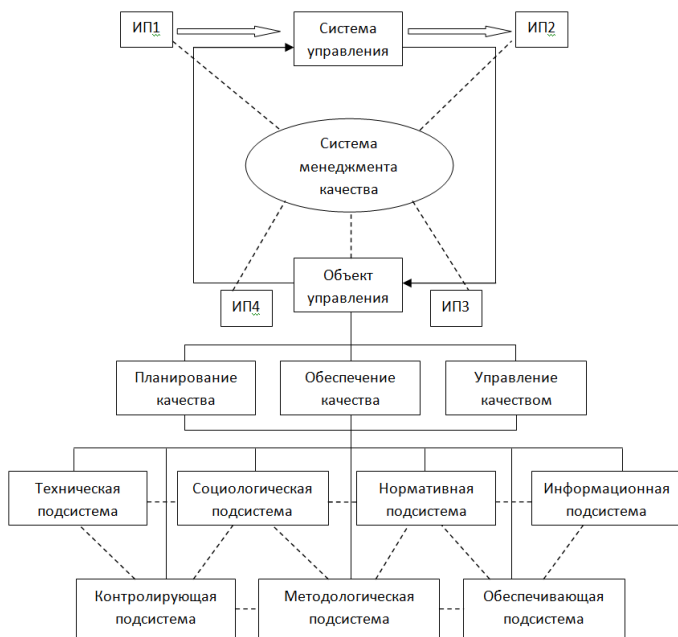 ИП1
Система
управления
ИП2
Система
менеджмента
качества
Объект
управления
ИП4
ИП3
Планирование
качества
Обеспечение
качества
Управление
качеством
Техническая
подсистема
Социологическая
подсистема
Нормативная
подсистема
Информационная
подсистема
Контролирующая
подсистема
Методологическая
подсистема
Обеспечивающая
подсистема